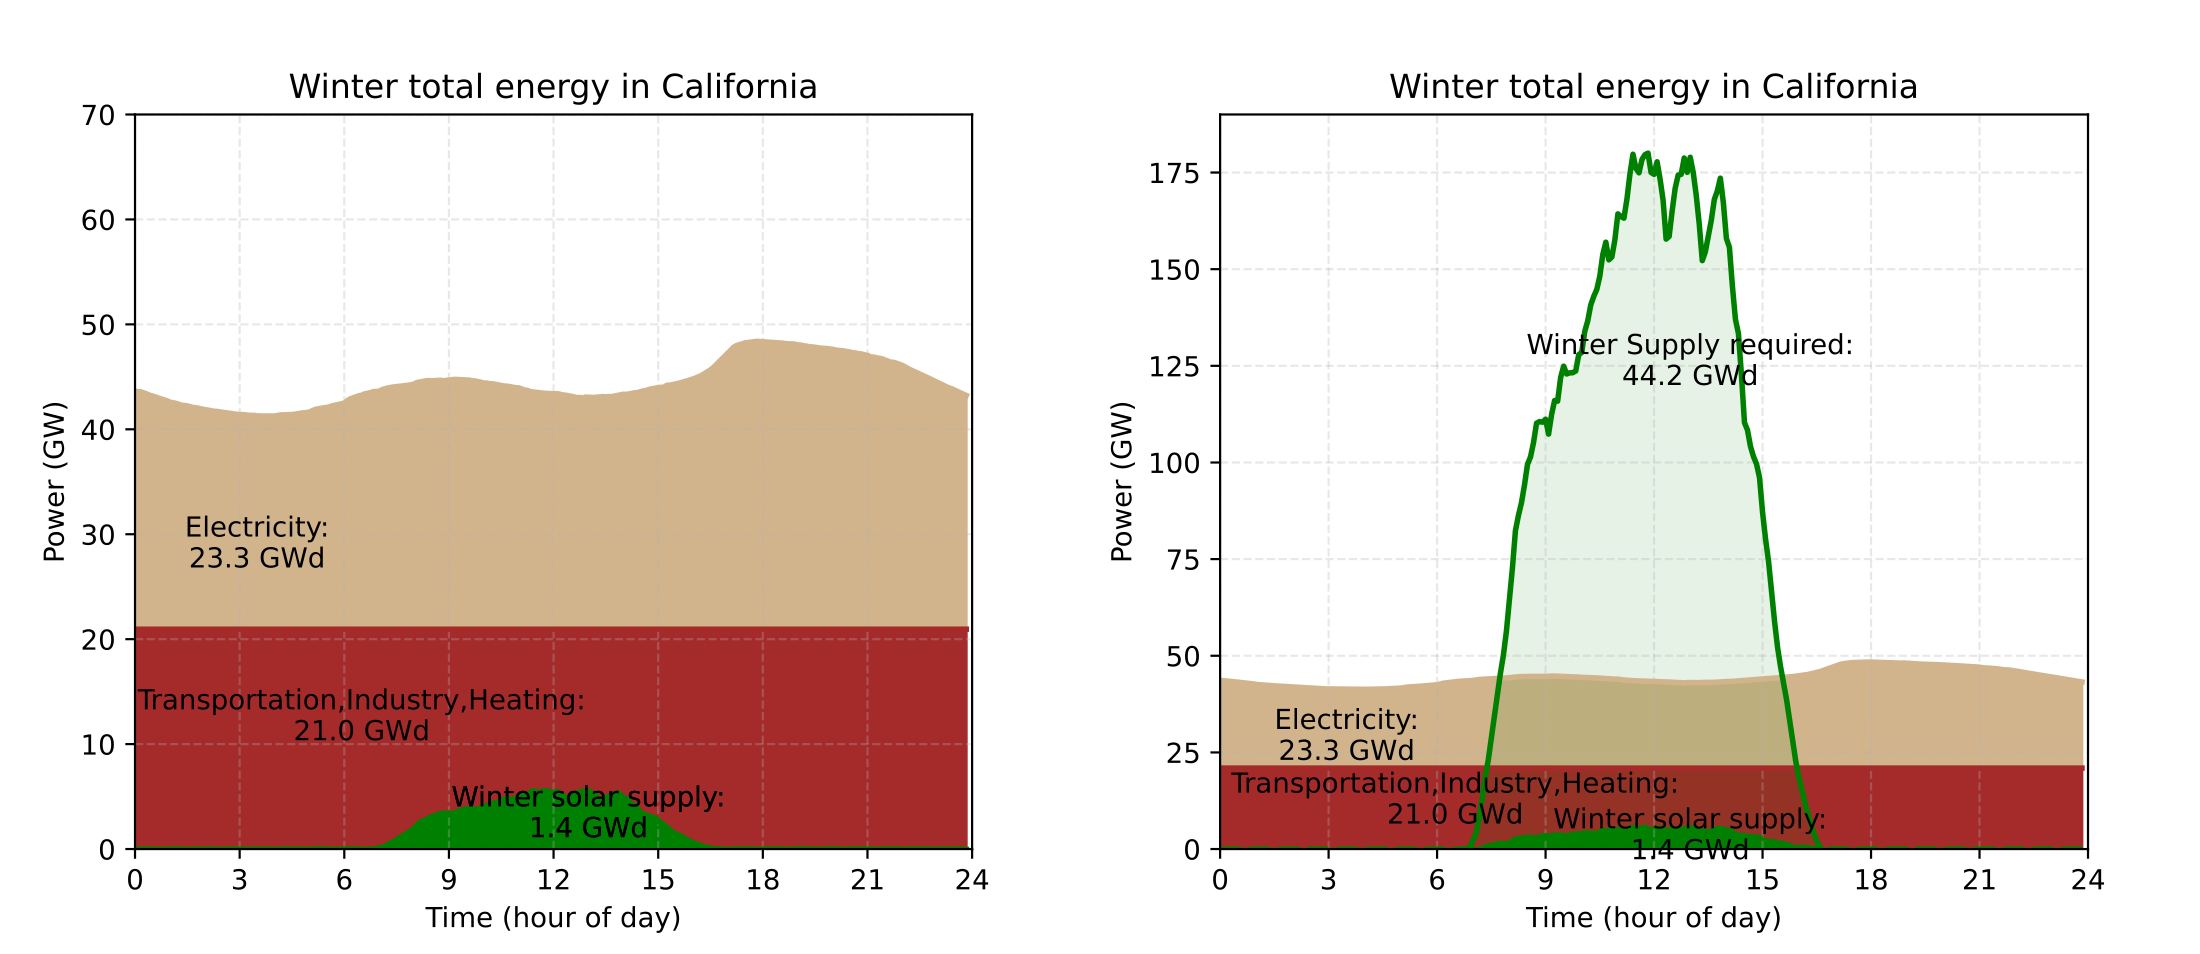 Winter total energy in California
70
60
50
40
30
20
10
0
Power (GW)
Electricity:
23.3 GWd
Transportation,Industry,Heating:
21.0 GWd
Winter solar supply:
1.4 GWd
0 3 6 9 12 15 18 21 24
Time (hour of day)
Winter total energy in California
175
150
125
100
75
50
25
0
Power (GW)
Winter Supply required:
44.2 GWd
Electricity:
23.3 GWd
Transportation,Industry,Heating:
21.0 GWd
Winter solar supply:
1.4 GWd
0 3 6 9 12 15 18 21 24
Time (hour of day)